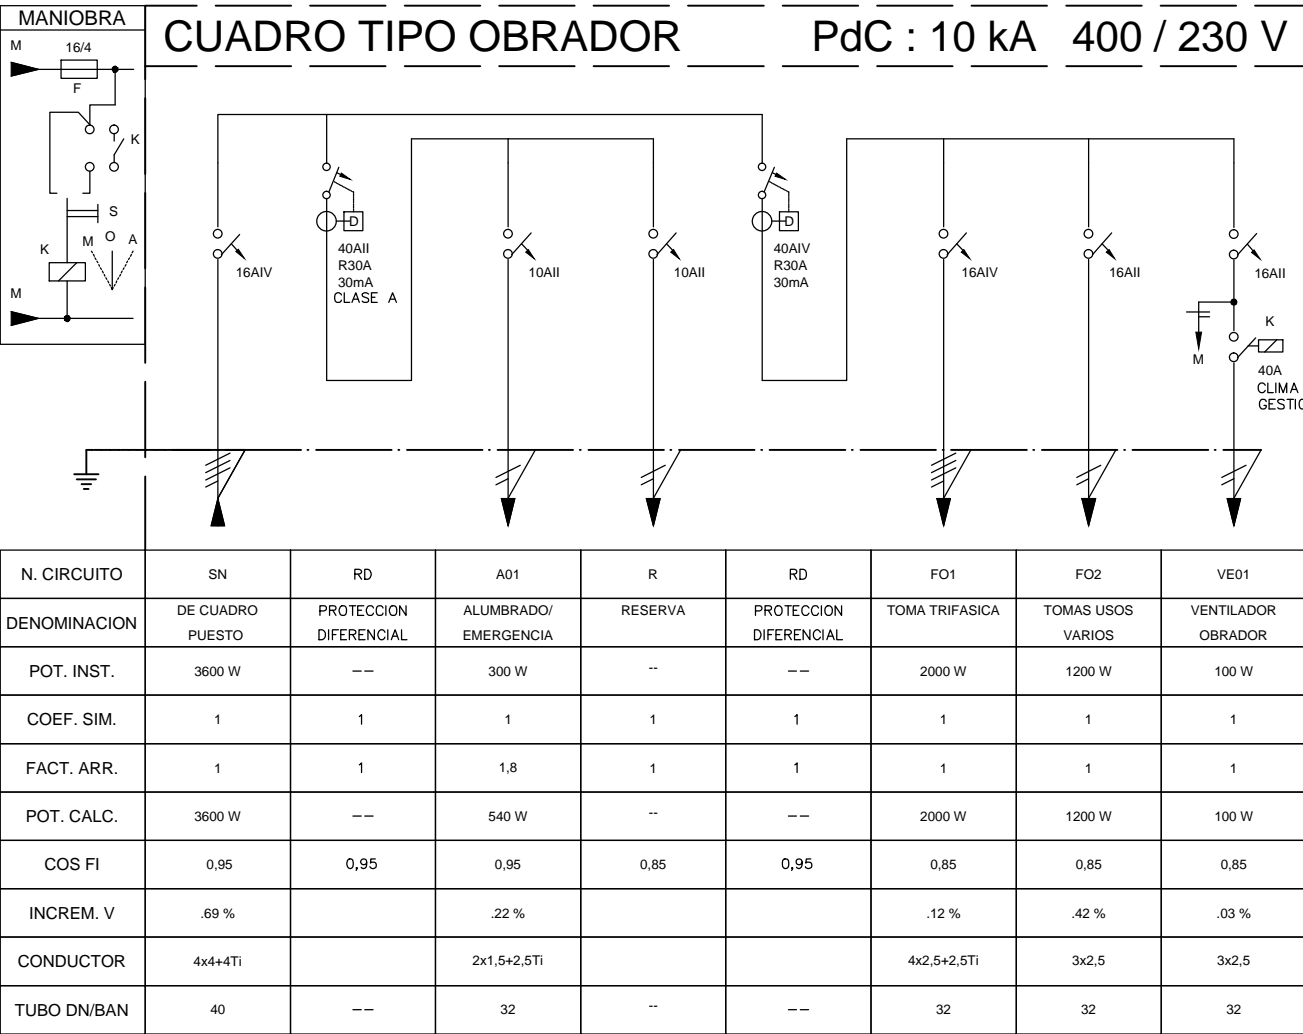 MANIOBRA
CUADRO TIPO OBRADOR PdC : 10 kA 400 / 230 V
M
16/4
F
K
S
M O A
K
M
16AIV
40AII
R30A
30mA
CLASE A
D
10AII
10AII
40AIV
R30A
30mA
D
16AIV
16AII
16AII
M
K
40A
CLIMA
GESTIO
N. CIRCUITO SN RD A01 R RD FO1 FO2 VE01
DENOMINACION DE CUADRO PUESTO PROTECCION DIFERENCIAL ALUMBRADO/ EMERGENCIA RESERVA PROTECCION DIFERENCIAL TOMA TRIFASICA TOMAS USOS VARIOS VENTILADOR OBRADOR
POT. INST. 3600 W -- 300 W -- -- 2000 W 1200 W 100 W
COEF. SIM. 1 1 1 1 1 1 1 1
FACT. ARR. 1 1 1,8 1 1 1 1 1
POT. CALC. 3600 W -- 540 W -- -- 2000 W 1200 W 100 W
COS FI 0,95 0,95 0,95 0,85 0,95 0,85 0,85 0,85
INCREM. V .69 % .22 % .12 % .42 % .03 %
CONDUCTOR 4x4+4Ti 2x1,5+2,5Ti 4x2,5+2,5Ti 3x2,5 3x2,5
TUBO DN/BAN 40 -- 32 -- -- 32 32 32